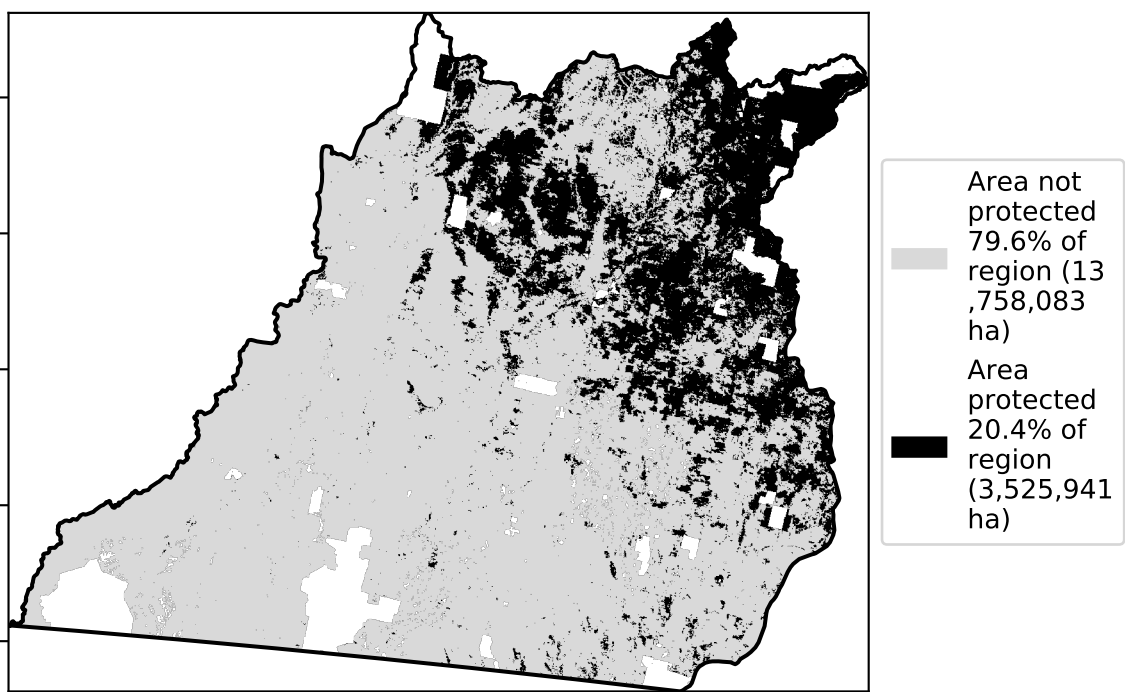 Area not
protected
79.6% of
region (13
,758,083
ha)
Area
protected
20.4% of
region
(3,525,941
ha)